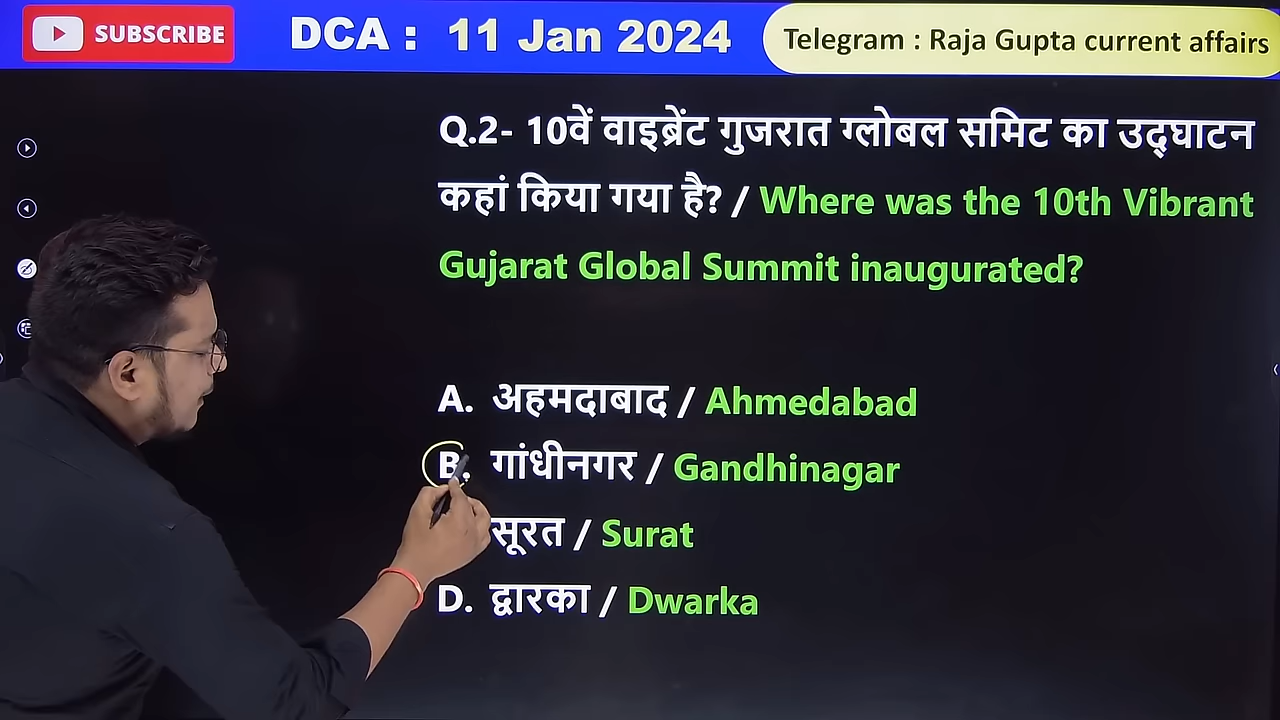 SUBSCRIBE
DCA : 11 Jan 2024
Telegram : Raja Gupta current affairs
Q.2- 10वें वाइब्रेंट गुजरात ग्लोबल समिट का उद्घाटन
कहां किया गया है? / Where was the 10th Vibrant
Gujarat Global Summit inaugurated?
A. अहमदाबाद / Ahmedabad
B. गांधीनगर / Gandhinagar
सूरत / Surat
D. द्वारका / Dwarka